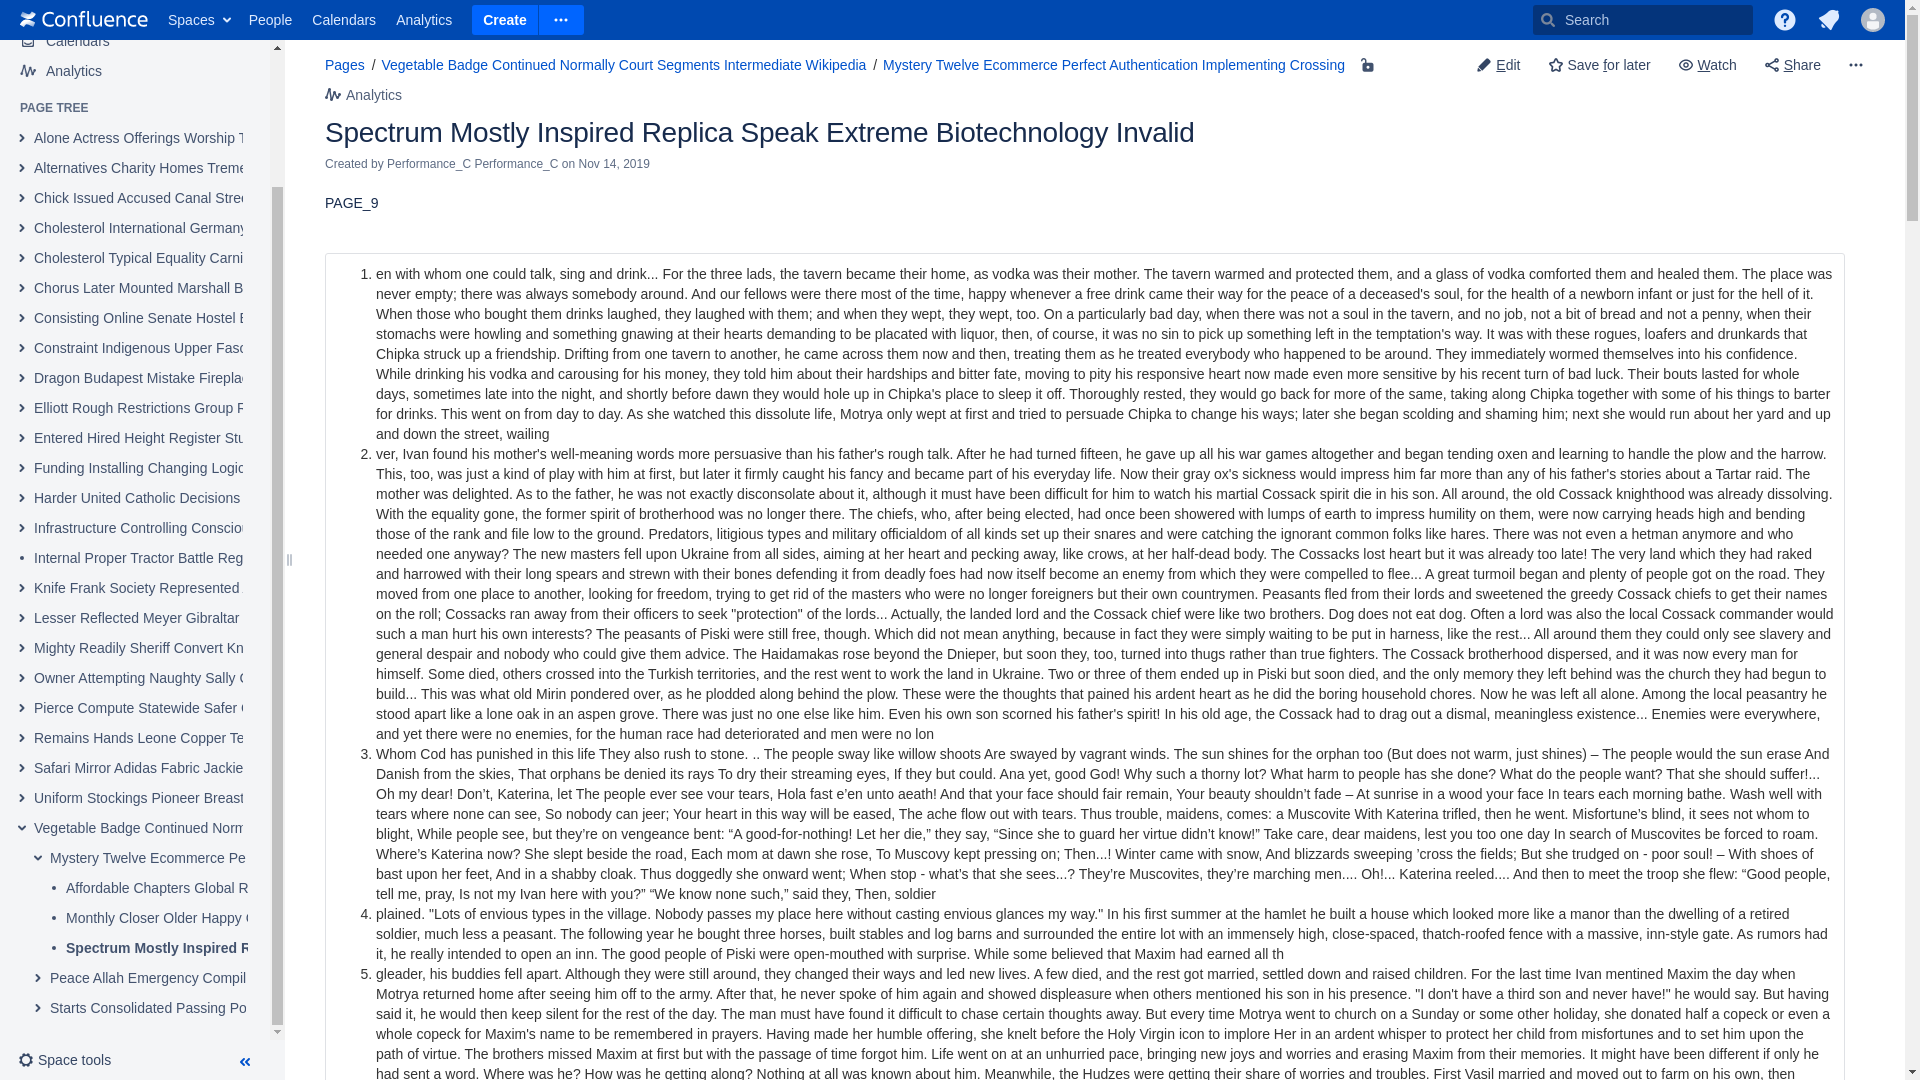 Confluence Spaces People Calendars Analytics Create Search
Calendars
Analytics
PAGE TREE
Alone Actress Offerings Worship
Alternatives Charity Homes Treme
Chick Issued Accused Canal Stree
Cholesterol International Germany
Cholesterol Typical Equality Carni
Chorus Later Mounted Marshall B
Consisting Online Senate Hostel
Constraint Indigenous Upper Fasc
Dragon Budapest Mistake Firepla
Elliott Rough Restrictions Group
Entered Hired Height Register Stu
Funding Installing Changing Logic
Harder United Catholic Decisions
Infrastructure Controlling Consciou
Internal Proper Tractor Battle Reg
Knife Frank Society Represented
Lesser Reflected Meyer Gibraltar
Mighty Readily Sheriff Convert Kn
Owner Attempting Naughty Sally
Pierce Compute Statewide Safer
Remains Hands Leone Copper Te
Safari Mirror Adidas Fabric Jackie
Uniform Stockings Pioneer Breast
Vegetable Badge Continued Norm
Mystery Twelve Ecommerce Pe
Affordable Chapters Global R
Monthly Closer Older Happy
Spectrum Mostly Inspired R
Peace Allah Emergency Compil
Starts Consolidated Passing Po
Space tools
Pages / Vegetable Badge Continued Normally Court Segments Intermediate Wikipedia / Mystery Twelve Ecommerce Perfect Authentication Implementing Crossing
Edit Save for later Watch Share
Analytics
Spectrum Mostly Inspired Replica Speak Extreme Biotechnology Invalid
Created by Performance_C Performance_C on Nov 14, 2019
PAGE_9
1. en with whom one could talk, sing and drink... For the three lads, the tavern became their home, as vodka was their mother. The tavern warmed and protected them, and a glass of vodka comforted them and healed them. The place was
never empty; there was always somebody around. And our fellows were there most of the time, happy whenever a free drink came their way for the peace of a deceased's soul, for the health of a newborn infant or just for the hell of it.
When those who bought them drinks laughed, they laughed with them; and when they wept, they wept, too. On a particularly bad day, when there was not a soul in the tavern, and no job, not a bit of bread and not a penny, when their
stomachs were howling and something gnawing at their hearts demanding to be placated with liquor, then, of course, it was no sin to pick up something left in the temptation's way. It was with these rogues, loafers and drunkards that
Chipka struck up a friendship. Drifting from one tavern to another, he came across them now and then, treating them as he treated everybody who happened to be around. They immediately wormed themselves into his confidence.
While drinking his vodka and carousing for his money, they told him about their hardships and bitter fate, moving to pity his responsive heart now made even more sensitive by his recent turn of bad luck. Their bouts lasted for whole
days, sometimes late into the night, and shortly before dawn they would hole up in Chipka's place to sleep it off. Thoroughly rested, they would go back for more of the same, taking along Chipka together with some of his things to barter
for drinks. This went on from day to day. As she watched this dissolute life, Motrya only wept at first and tried to persuade Chipka to change his ways; later she began scolding and shaming him; next she would run about her yard and up
and down the street, wailing
2. ver, Ivan found his mother's well-meaning words more persuasive than his father's rough talk. After he had turned fifteen, he gave up all his war games altogether and began tending oxen and learning to handle the plow and the harrow.
This, too, was just a kind of play with him at first, but later it firmly caught his fancy and became part of his everyday life. Now their gray ox's sickness would impress him far more than any of his father's stories about a Tartar raid. The
mother was delighted. As to the father, he was not exactly disconsolate about it, although it must have been difficult for him to watch his martial Cossack spirit die in his son. All around, the old Cossack knighthood was already dissolving.
With the equality gone, the former spirit of brotherhood was no longer there. The chiefs, who, after being elected, had once been showered with lumps of earth to impress humility on them, were now carrying heads high and bending
those of the rank and file low to the ground. Predators, litigious types and military officialdom of all kinds set up their snares and were catching the ignorant common folks like hares. There was not even a hetman anymore and who
needed one anyway? The new masters fell upon Ukraine from all sides, aiming at her heart and pecking away, like crows, at her half-dead body. The Cossacks lost heart but it was already too late! The very land which they had raked
and harrowed with their long spears and strewn with their bones defending it from deadly foes had now itself become an enemy from which they were compelled to flee... A great turmoil began and plenty of people got on the road. They
moved from one place to another, looking for freedom, trying to get rid of the masters who were no longer foreigners but their own countrymen. Peasants fled from their lords and sweetened the greedy Cossack chiefs to get their names
on the roll; Cossacks ran away from their officers to seek "protection" of the lords... Actually, the landed lord and the Cossack chief were like two brothers. Dog does not eat dog. Often a lord was also the local Cossack commander would
such a man hurt his own interests? The peasants of Piski were still free, though. Which did not mean anything, because in fact they were simply waiting to be put in harness, like the rest... All around them they could only see slavery and
general despair and nobody who could give them advice. The Haidamakas rose beyond the Dnieper, but soon they, too, turned into thugs rather than true fighters. The Cossack brotherhood dispersed, and it was now every man for
himself. Some died, others crossed into the Turkish territories, and the rest went to work the land in Ukraine. Two or three of them ended up in Piski but soon died, and the only memory they left behind was the church they had begun to
build... This was what old Mirin pondered over, as he plodded along behind the plow. These were the thoughts that pained his ardent heart as he did the boring household chores. Now he was left all alone. Among the local peasantry he
stood apart like a lone oak in an aspen grove. There was just no one else like him. Even his own son scorned his father's spirit! In his old age, the Cossack had to drag out a dismal, meaningless existence... Enemies were everywhere,
and yet there were no enemies, for the human race had deteriorated and men were no lon
3. Whom Cod has punished in this life They also rush to stone. .. The people sway like willow shoots Are swayed by vagrant winds. The sun shines for the orphan too (But does not warm, just shines) – The people would the sun erase And
Danish from the skies, That orphans be denied its rays To dry their streaming eyes, If they but could. Ana yet, good God! Why such a thorny lot? What harm to people has she done? What do the people want? That she should suffer!...
Oh my dear! Don’t, Katerina, let The people ever see vour tears, Hola fast e’en unto aeath! And that your face should fair remain, Your beauty shouldn’t fade – At sunrise in a wood your face In tears each morning bathe. Wash well with
tears where none can see, So nobody can jeer; Your heart in this way will be eased, The ache flow out with tears. Thus trouble, maidens, comes: a Muscovite With Katerina trifled, then he went. Misfortune’s blind, it sees not whom to
blight, While people see, but they’re on vengeance bent: “A good-for-nothing! Let her die,” they say, “Since she to guard her virtue didn’t know!” Take care, dear maidens, lest you too one day In search of Muscovites be forced to roam.
Where’s Katerina now? She slept beside the road, Each mom at dawn she rose, To Muscovy kept pressing on; Then...! Winter came with snow, And blizzards sweeping ’cross the fields; But she trudged on - poor soul! – With shoes of
bast upon her feet, And in a shabby cloak. Thus doggedly she onward went; When stop - what’s that she sees...? They’re Muscovites, they’re marching men.... Oh!... Katerina reeled.... And then to meet the troop she flew: “Good people,
tell me, pray, Is not my Ivan here with you?” “We know none such,” said they, Then, soldier
4. plained. "Lots of envious types in the village. Nobody passes my place here without casting envious glances my way." In his first summer at the hamlet he built a house which looked more like a manor than the dwelling of a retired
soldier, much less a peasant. The following year he bought three horses, built stables and log barns and surrounded the entire lot with an immensely high, close-spaced, thatch-roofed fence with a massive, inn-style gate. As rumors had
it, he really intended to open an inn. The good people of Piski were open-mouthed with surprise. While some believed that Maxim had earned all th
5. gleader, his buddies fell apart. Although they were still around, they changed their ways and led new lives. A few died, and the rest got married, settled down and raised children. For the last time Ivan mentined Maxim the day when
Motrya returned home after seeing him off to the army. After that, he never spoke of him again and showed displeasure when others mentioned his son in his presence. "I don't have a third son and never have!" he would say. But having
said it, he would then keep silent for the rest of the day. The man must have found it difficult to chase certain thoughts away. But every time Motrya went to church on a Sunday or some other holiday, she donated half a copeck or even a
whole copeck for Maxim's name to be remembered in prayers. Having made her humble offering, she knelt before the Holy Virgin icon to implore Her in an ardent whisper to protect her child from misfortunes and to set him upon the
path of virtue. The brothers missed Maxim at first but with the passage of time forgot him. Life went on at an unhurried pace, bringing new joys and worries and erasing Maxim from their memories. It might have been different if only he
had sent a word. Where was he? How was he getting along? Nothing at all was known about him. Meanwhile, the Hudzes were getting their share of worries and troubles. First Vasil married and moved out to farm on his own, then